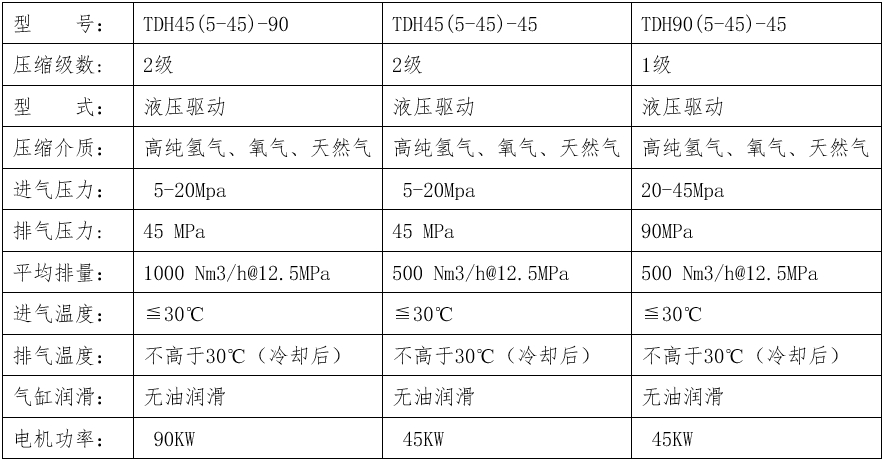 型　　号： TDH45(5-45)-90 TDH45(5-45)-45 TDH90(5-45)-45
压缩级数： 2级 2级 1级
型　　式： 液压驱动 液压驱动 液压驱动
压缩介质： 高纯氢气、氧气、天然气 高纯氢气、氧气、天然气 高纯氢气、氧气、天然气
进气压力： 5-20Mpa 5-20Mpa 20-45Mpa
排气压力： 45 MPa 45 MPa 90MPa
平均排量： 1000 Nm3/h@12.5MPa 500 Nm3/h@12.5MPa 500 Nm3/h@12.5MPa
进气温度： ≦30℃ ≦30℃ ≦30℃
排气温度： 不高于30℃（冷却后） 不高于30℃（冷却后） 不高于30℃（冷却后）
气缸润滑： 无油润滑 无油润滑 无油润滑
电机功率： 90KW 45KW 45KW